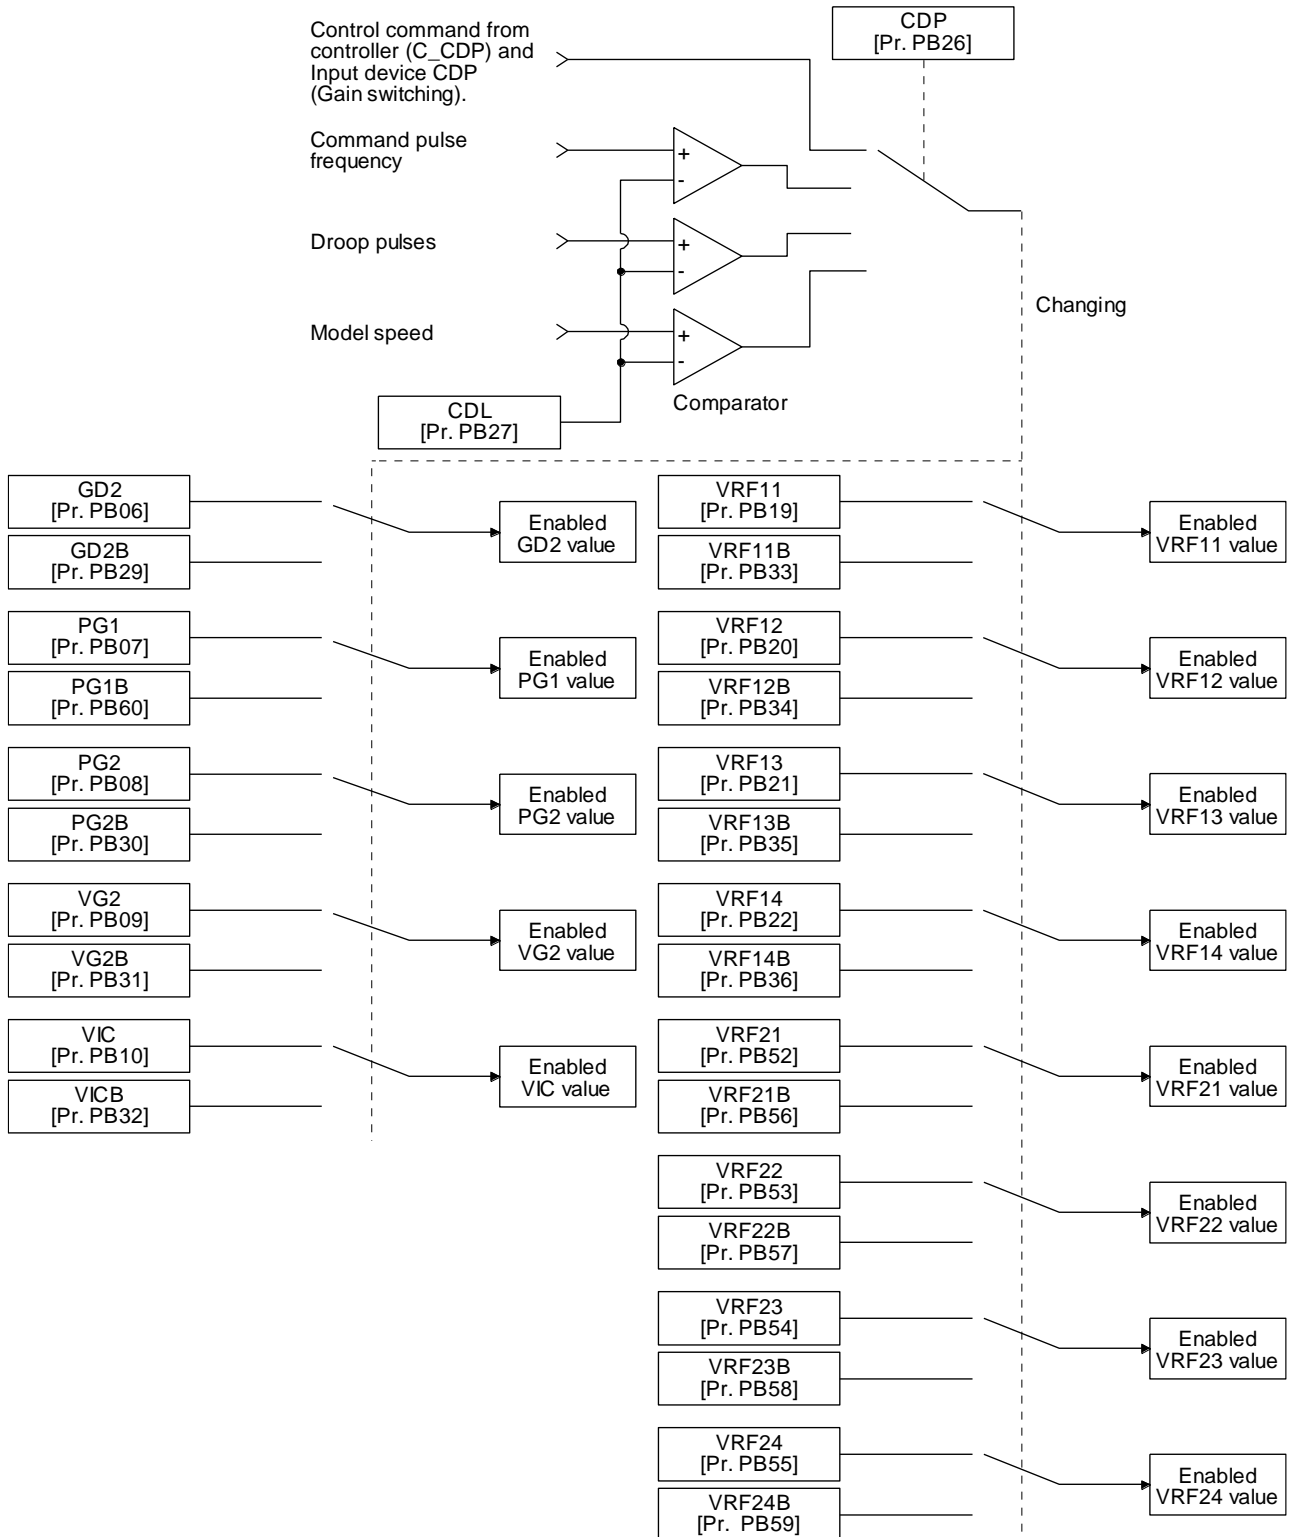 Control command from
controller (C_CDP) and
Input device CDP
(Gain switching).
CDP
[Pr. PB26]
Command pulse
frequency
+
-
Droop pulses
+
-
Model speed
+
-
Changing
Comparator
CDL
[Pr. PB27]
GD2
[Pr. PB06]
GD2B
[Pr. PB29]
Enabled
GD2 value
PG1
[Pr. PB07]
PG1B
[Pr. PB60]
Enabled
PG1 value
PG2
[Pr. PB08]
PG2B
[Pr. PB30]
Enabled
PG2 value
VG2
[Pr. PB09]
VG2B
[Pr. PB31]
Enabled
VG2 value
VIC
[Pr. PB10]
VICB
[Pr. PB32]
Enabled
VIC value
VRF11
[Pr. PB19]
VRF11B
[Pr. PB33]
Enabled
VRF11 value
VRF12
[Pr. PB20]
VRF12B
[Pr. PB34]
Enabled
VRF12 value
VRF13
[Pr. PB21]
VRF13B
[Pr. PB35]
Enabled
VRF13 value
VRF14
[Pr. PB22]
VRF14B
[Pr. PB36]
Enabled
VRF14 value
VRF21
[Pr. PB52]
VRF21B
[Pr. PB56]
Enabled
VRF21 value
VRF22
[Pr. PB53]
VRF22B
[Pr. PB57]
Enabled
VRF22 value
VRF23
[Pr. PB54]
VRF23B
[Pr. PB58]
Enabled
VRF23 value
VRF24
[Pr. PB55]
VRF24B
[Pr. PB59]
Enabled
VRF24 value